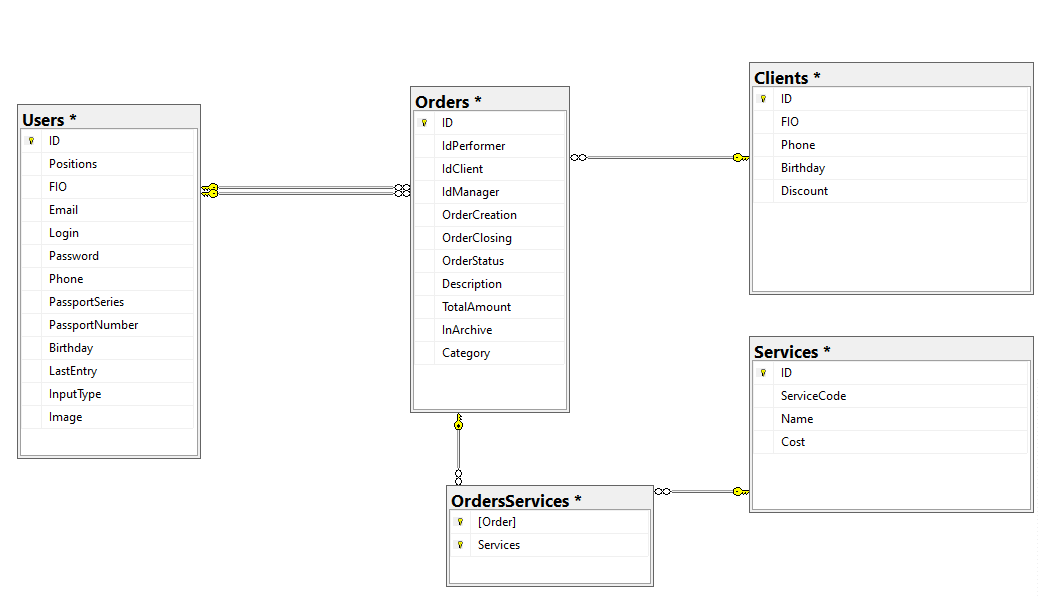 Users *
ID
Positions
FIO
Email
Login
Password
Phone
PassportSeries
PassportNumber
Birthday
LastEntry
InputType
Image
Orders *
ID
IdPerformer
IdClient
IdManager
OrderCreation
OrderClosing
OrderStatus
Description
TotalAmount
InArchive
Category
Clients *
ID
FIO
Phone
Birthday
Discount
Services *
ID
ServiceCode
Name
Cost
OrdersServices *
[Order]
Services